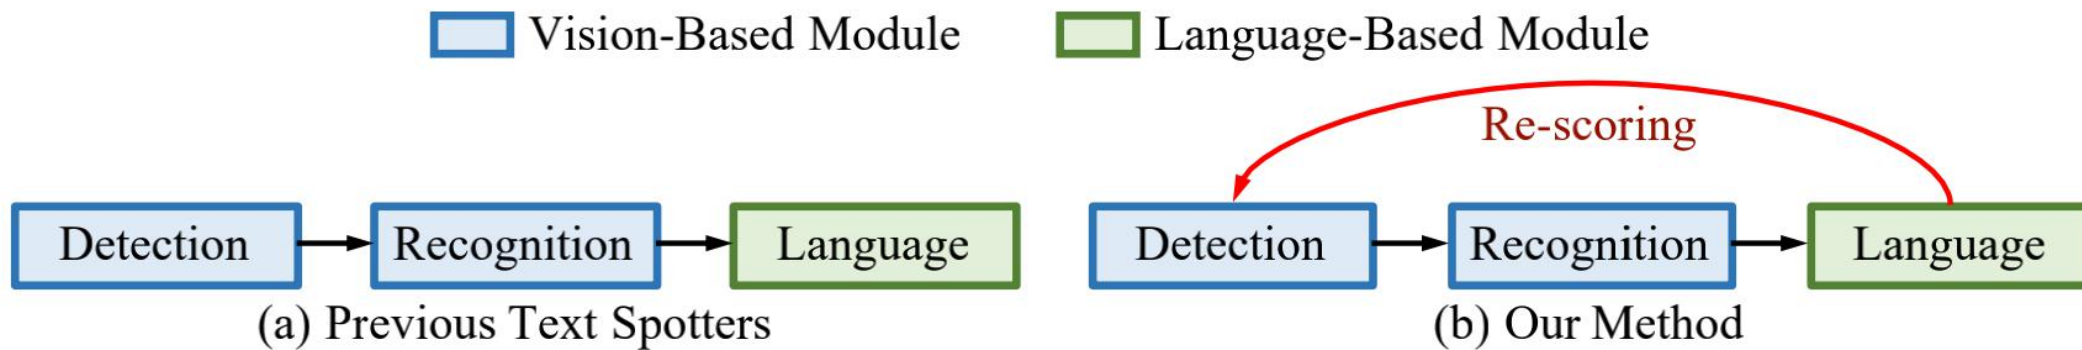 Vision-Based Module Language-Based Module
Re-scoring
Detection Recognition Language Detection Recognition Language
(a) Previous Text Spotters (b) Our Method